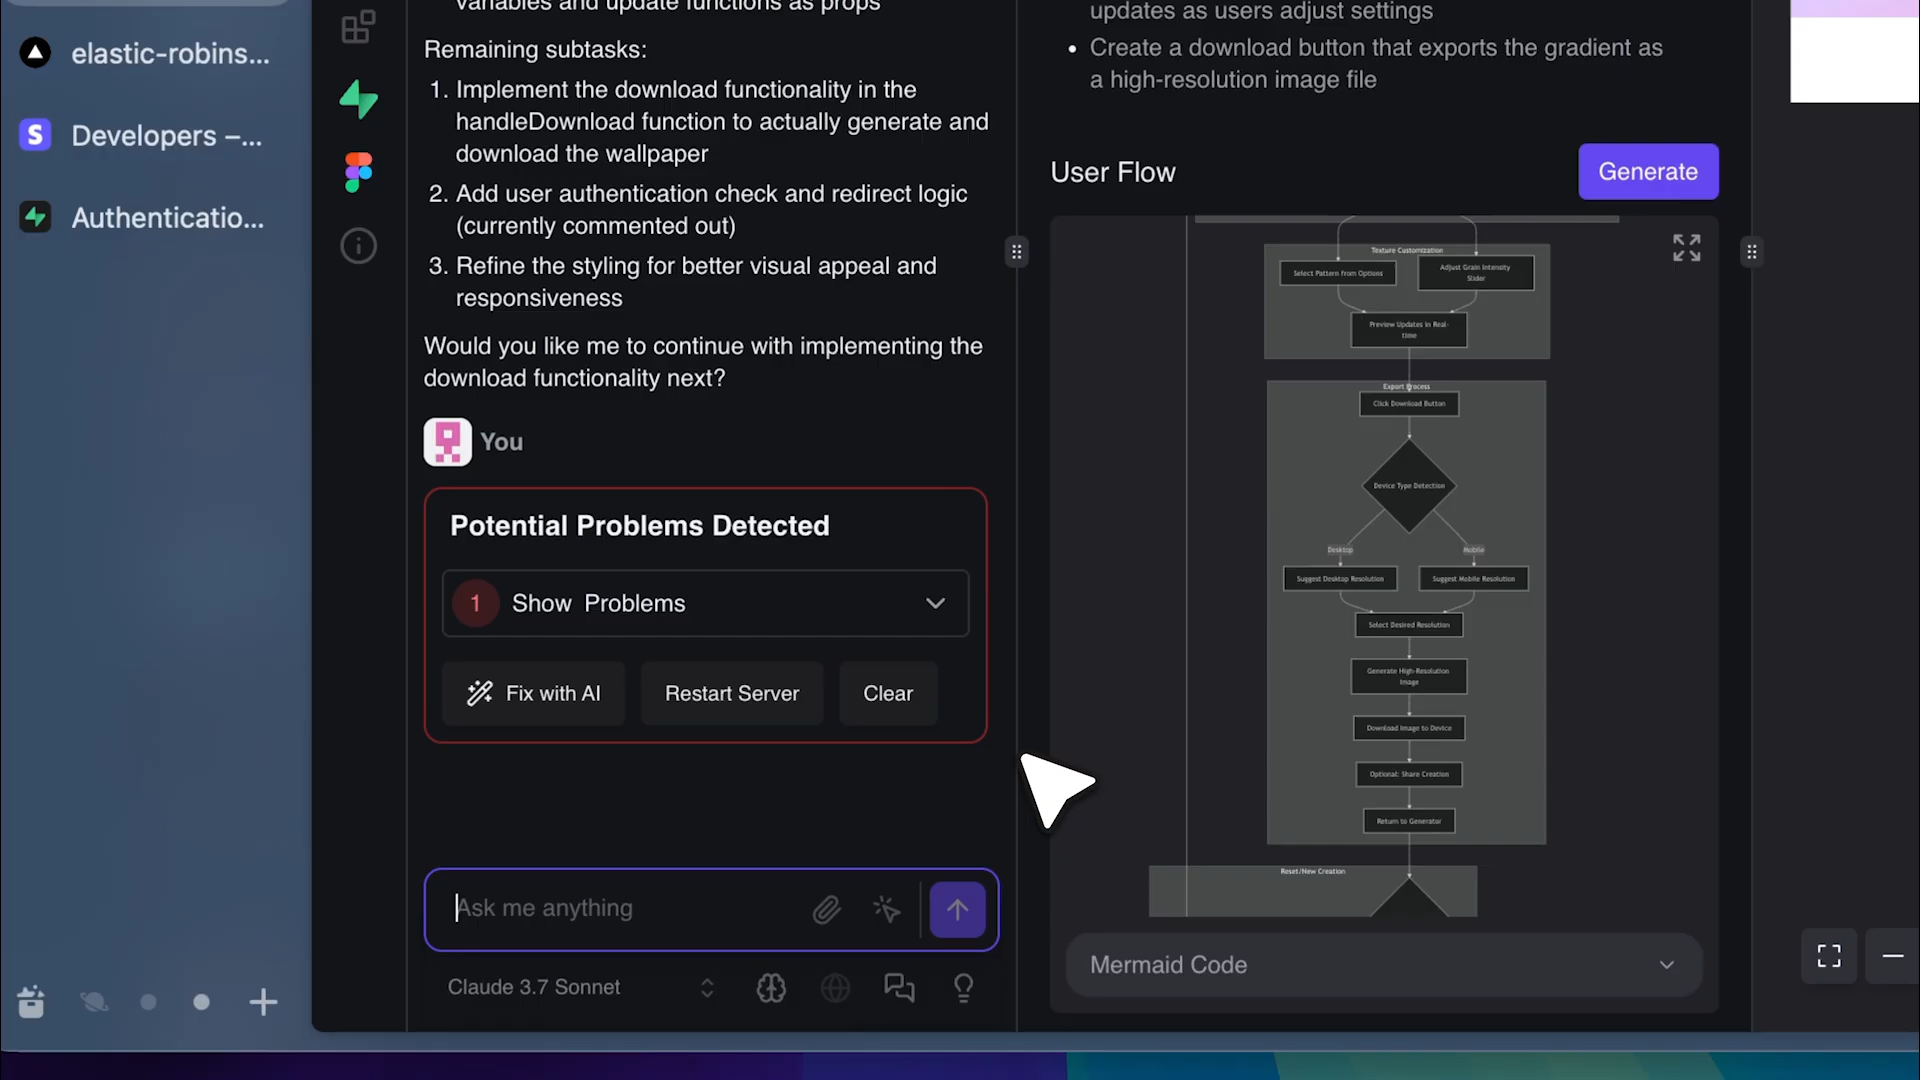 elastic-robins...
S
Developers –...
Authenticatio...
variables and update functions as props
Remaining subtasks:
1. Implement the download functionality in the
handleDownload function to actually generate and
download the wallpaper
2. Add user authentication check and redirect logic
(currently commented out)
3. Refine the styling for better visual appeal and
responsiveness
Would you like me to continue with implementing the
download functionality next?
You
Potential Problems Detected
1 Show Problems
Fix with AI
Restart Server
Clear
Ask me anything
Claude 3.7 Sonnet
updates as users adjust settings
• Create a download button that exports the gradient as
a high-resolution image file
User Flow
Generate
Texture Customization
Select Pattern From Options
Adjust Grain Intensity
Slider
Preview Updates in Real-
time
Export Process
Click Download Button
Device Type Detection
Desktop
Mobile
Suggest Desktop Resolution
Suggest Mobile Resolution
Select Desired Resolution
Generate High-Resolution
Image
Download Image to Device
Optional: Share Creation
Return to Generator
Reset/New Creation
Mermaid Code